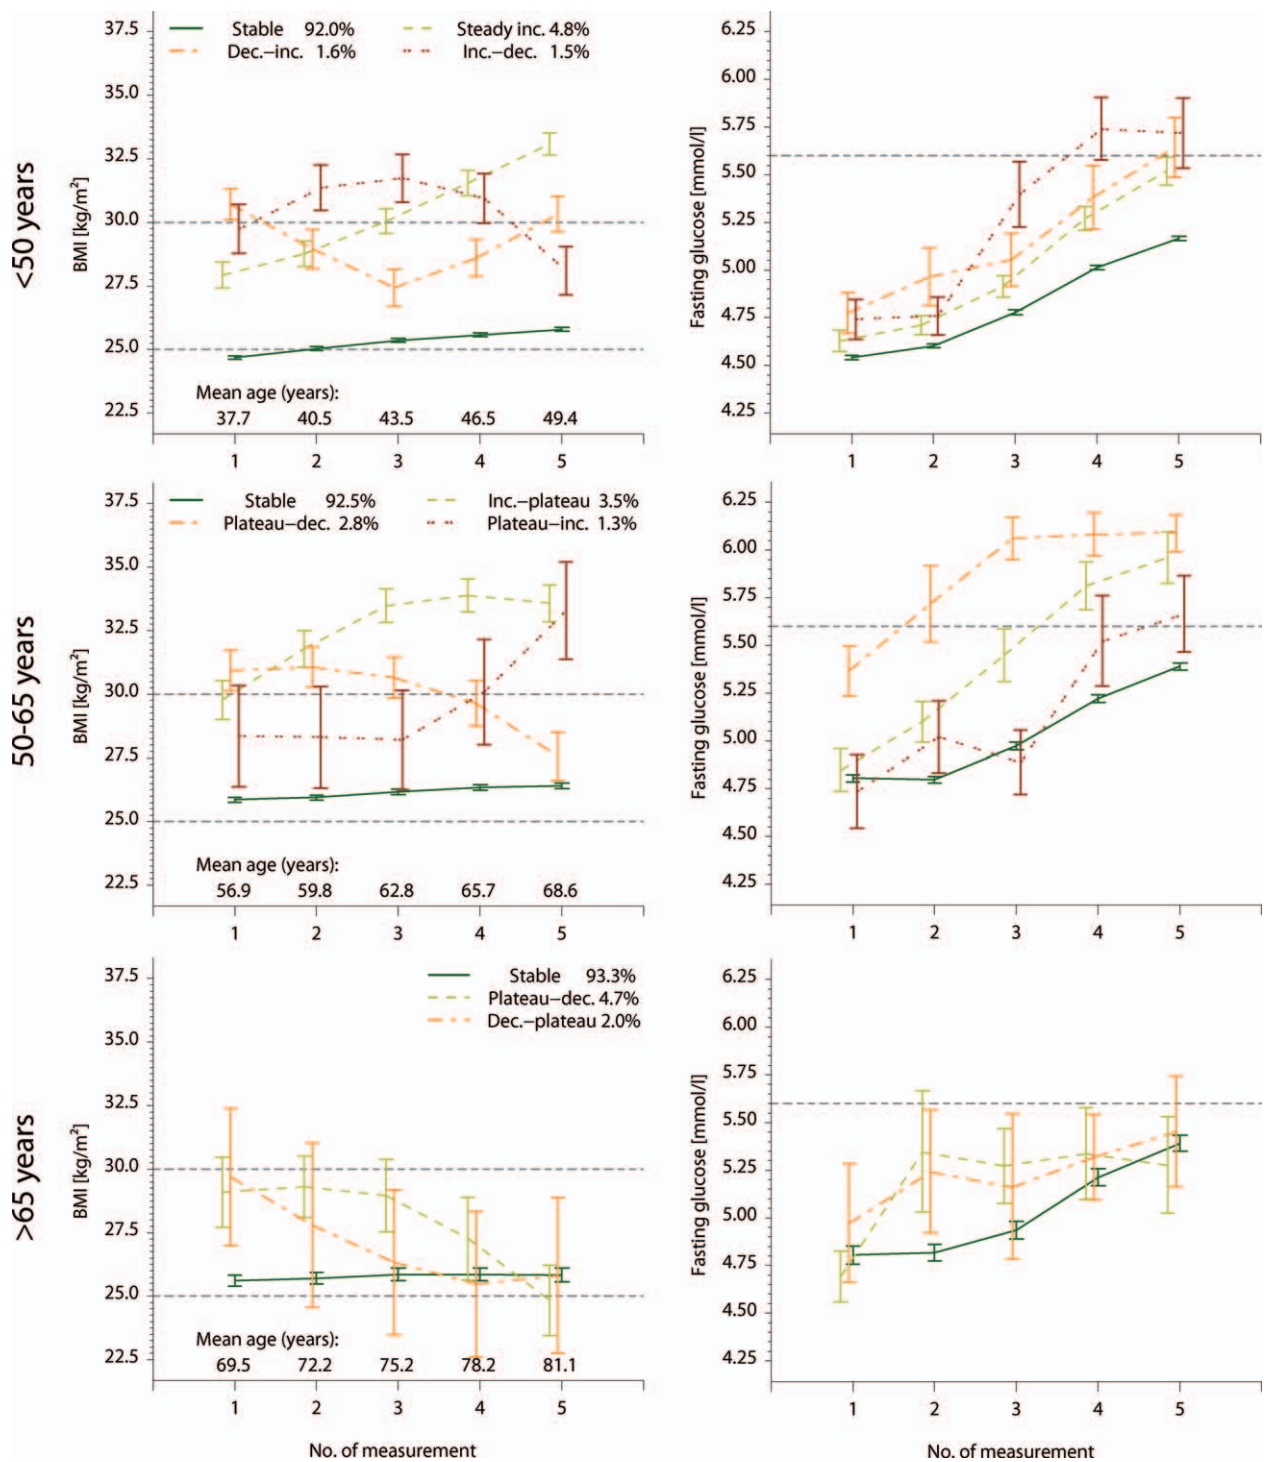 <50 years
BMI [kg/m²]
37.5
35.0
32.5
30.0
27.5
25.0
22.5
Stable 92.0%
Steady inc. 4.8%
Dec.–inc. 1.6%
Inc.–dec. 1.5%
Mean age (years):
37.7 40.5 43.5 46.5 49.4
1 2 3 4 5
Fasting glucose [mmol/l]
6.25
6.00
5.75
5.50
5.25
5.00
4.75
4.50
4.25
1 2 3 4 5
50-65 years
BMI [kg/m²]
37.5
35.0
32.5
30.0
27.5
25.0
22.5
Stable 92.5%
Inc.–plateau 3.5%
Plateau–dec. 2.8%
Plateau–inc. 1.3%
Mean age (years):
56.9 59.8 62.8 65.7 68.6
1 2 3 4 5
Fasting glucose [mmol/l]
6.25
6.00
5.75
5.50
5.25
5.00
4.75
4.50
4.25
1 2 3 4 5
>65 years
BMI [kg/m²]
37.5
35.0
32.5
30.0
27.5
25.0
22.5
Stable 93.3%
Plateau–dec. 4.7%
Dec.–plateau 2.0%
Mean age (years):
69.5 72.2 75.2 78.2 81.1
1 2 3 4 5
No. of measurement
Fasting glucose [mmol/l]
6.25
6.00
5.75
5.50
5.25
5.00
4.75
4.50
4.25
1 2 3 4 5
No. of measurement